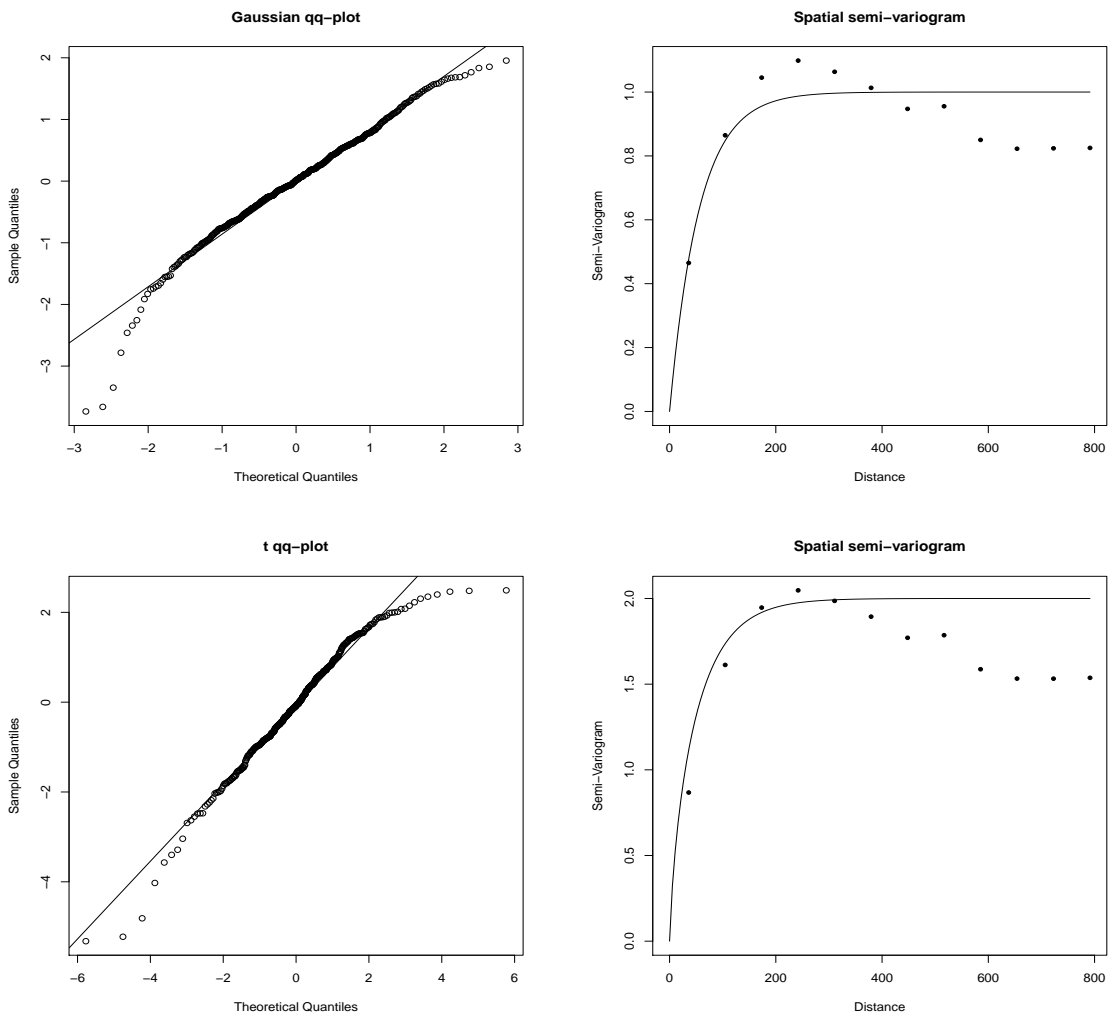 Gaussian qq−plot
Sample Quantiles
2
1
0
−1
−2
−3
−3 −2 −1 0 1 2 3
Theoretical Quantiles
Spatial semi−variogram
Semi−Variogram
1.0
0.8
0.6
0.4
0.2
0.0
0 200 400 600 800
Distance
t qq−plot
Sample Quantiles
2
0
−2
−4
−6 −4 −2 0 2 4 6
Theoretical Quantiles
Spatial semi−variogram
Semi−Variogram
2.0
1.5
1.0
0.5
0.0
0 200 400 600 800
Distance